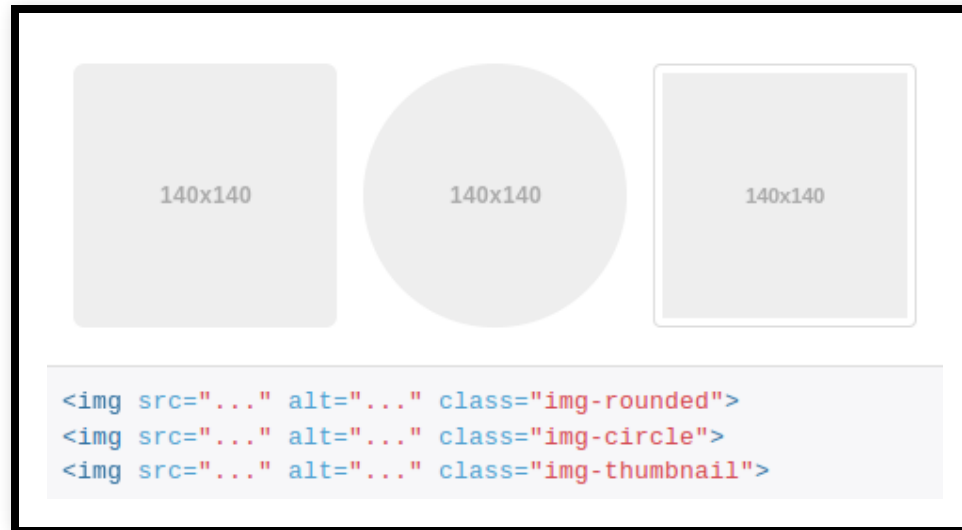 140x140 140x140 140x140
<img src="..." alt="..." class="img-rounded">
<img src="..." alt="..." class="img-circle">
<img src="..." alt="..." class="img-thumbnail">